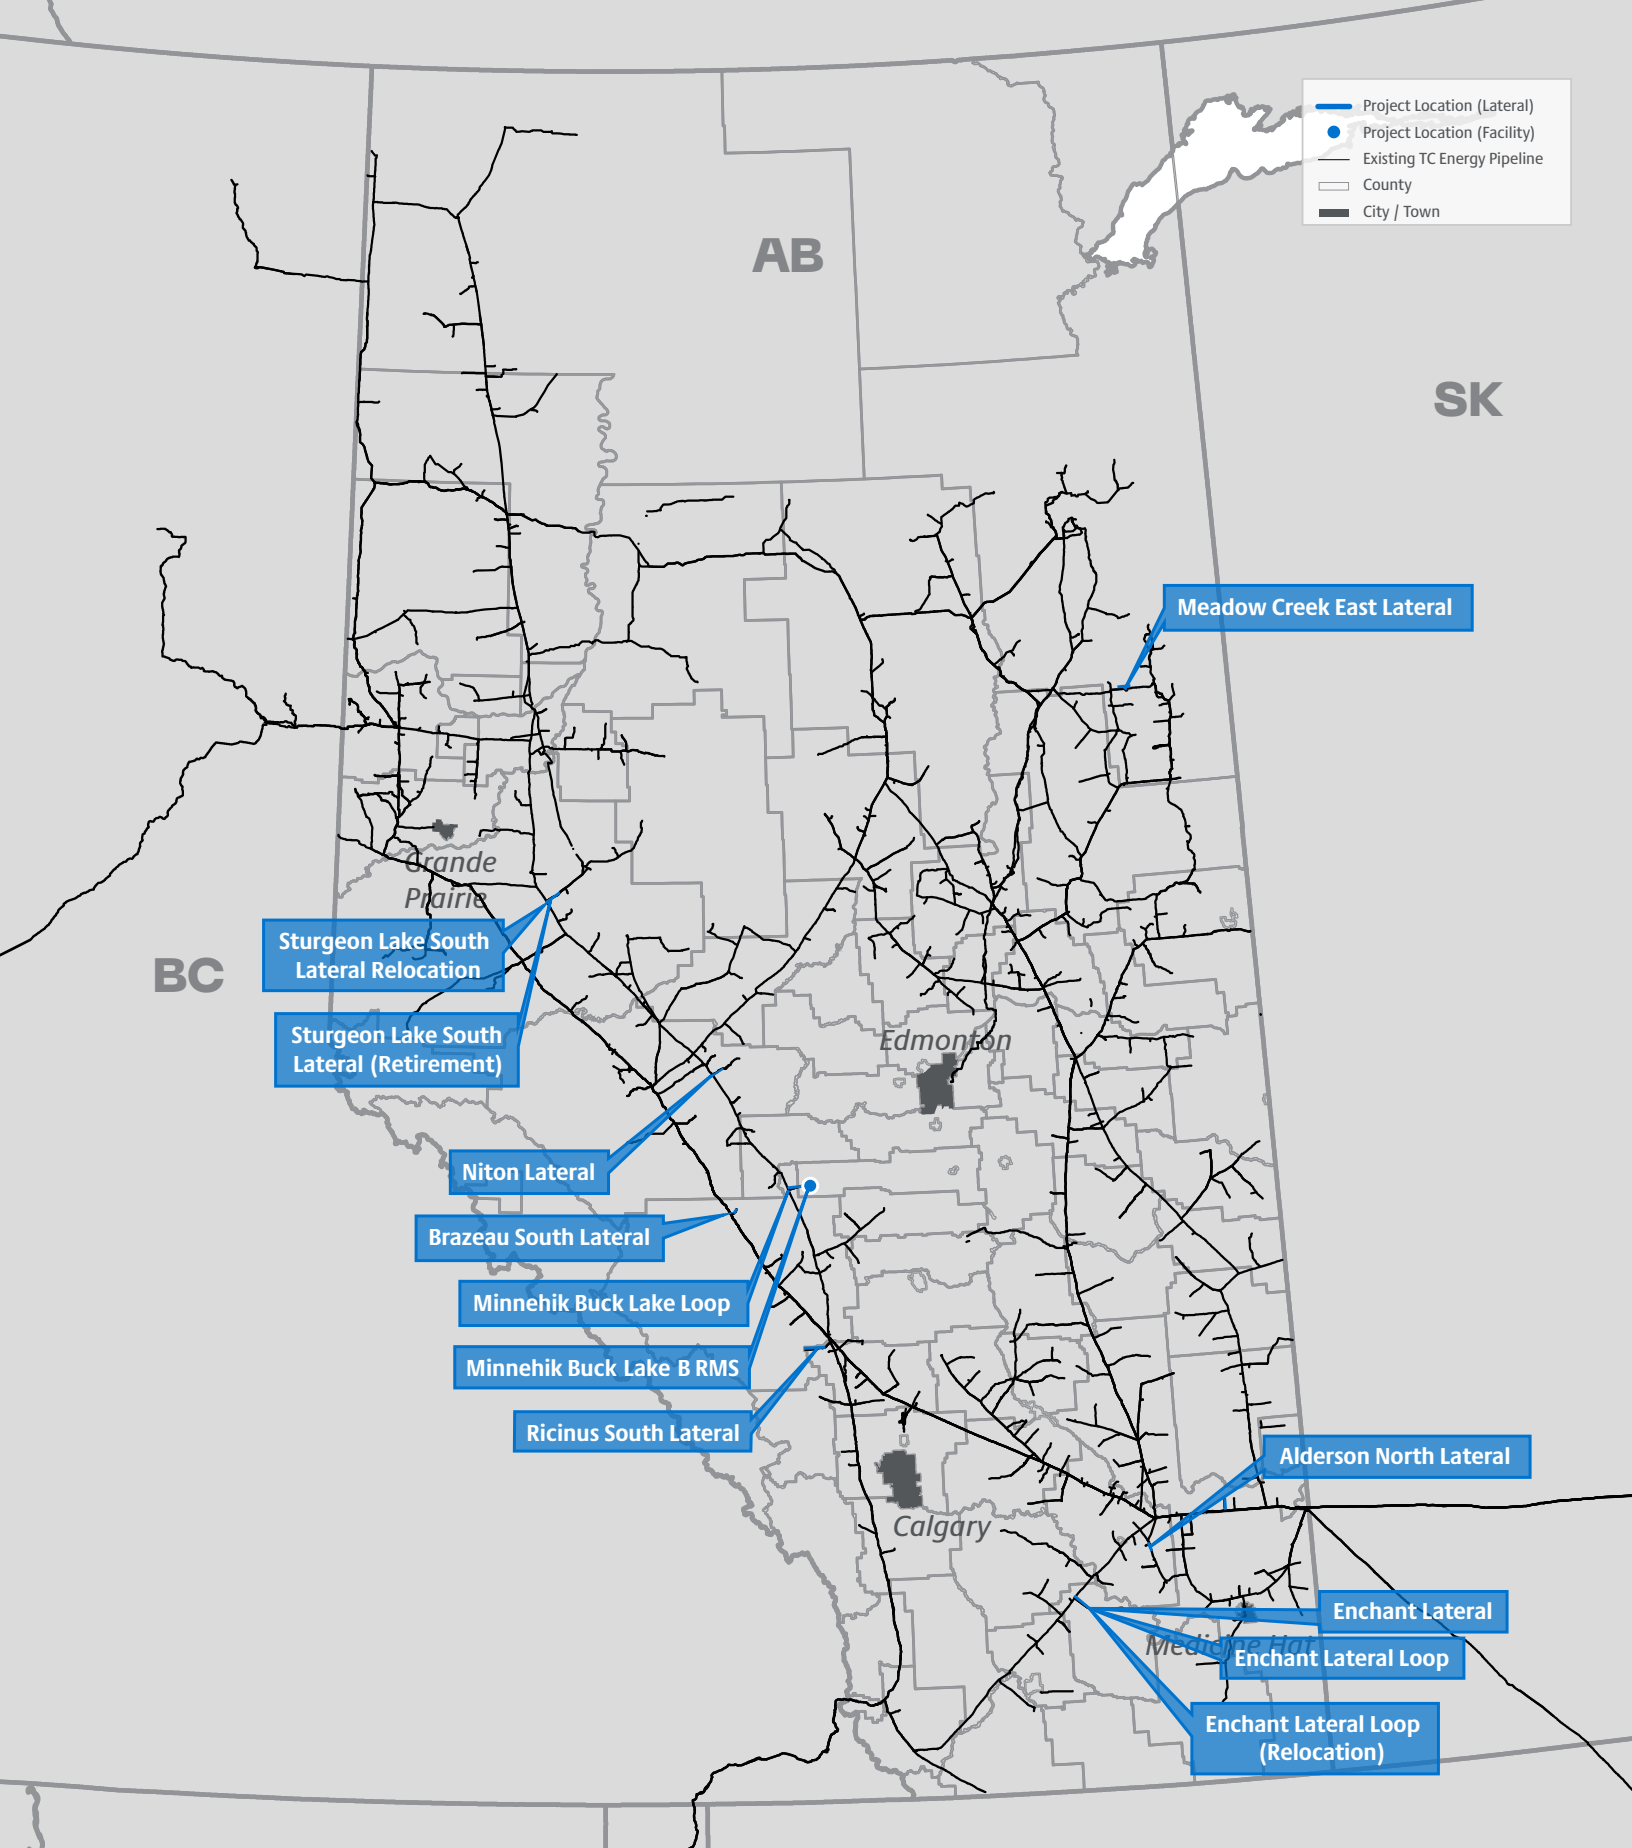 Project Location (Lateral)
Project Location (Facility)
Existing TC Energy Pipeline
County
City / Town
AB
SK
BC
Meadow Creek East Lateral
Grande
Prairie
Sturgeon Lake South
Lateral Relocation
Sturgeon Lake South
Lateral (Retirement)
Edmonton
Niton Lateral
Brazeau South Lateral
Minnehik Buck Lake Loop
Minnehik Buck Lake B RMS
Ricinus South Lateral
Alderson North Lateral
Calgary
Enchant Lateral
Medicine Hat
Enchant Lateral Loop
Enchant Lateral Loop
(Relocation)